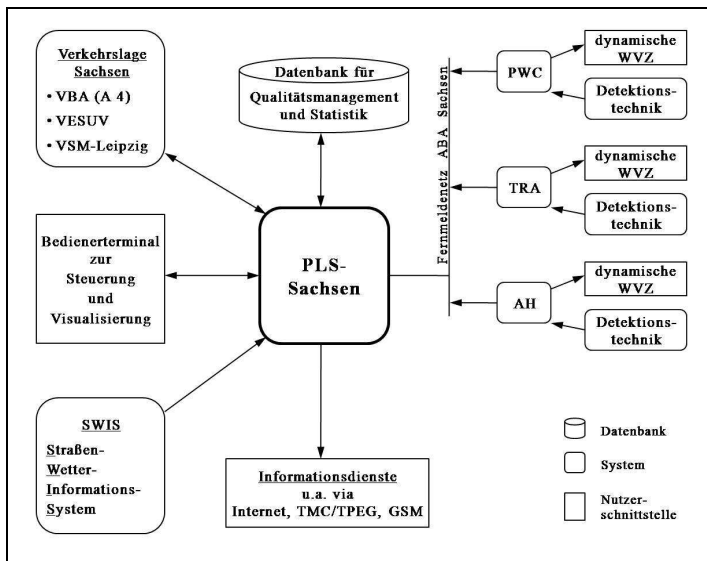 Verkehrslage
Sachsen
• VBA (A 4)
• VESUV
• VSM-Leipzig
Datenbank für
Qualitätsmanagement
und Statistik
Bedienerterminal
zur
Steuerung
und
Visualisierung
PLS-
Sachsen
SWIS
Straßen-
Wetter-
Informations-
System
Informationsdienste
u.a. via
Internet, TMC/TPEG, GSM
Fernmeldenetz ABA Sachsen
PWC
dynamische
WVZ
Detektions-
technik
TRA
dynamische
WVZ
Detektions-
technik
AH
dynamische
WVZ
Detektions-
technik
Datenbank
System
Nutzer-
schnittstelle